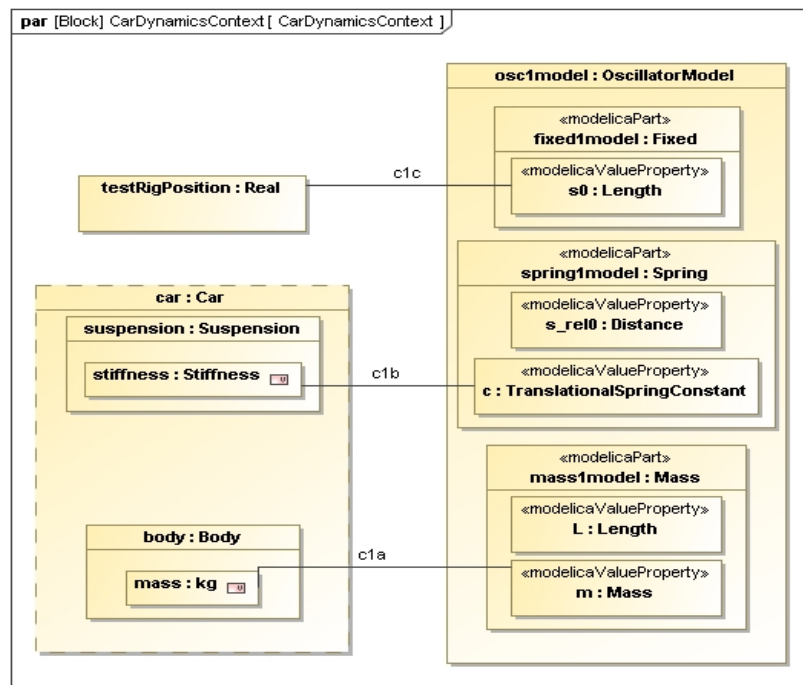 par [Block] CarDynamicsContext [ CarDynamicsContext ]
osc1model : OscillatorModel
«modelicaPart»
fixed1model : Fixed
«modelicaValueProperty»
s0 : Length
c1c
testRigPosition : Real
«modelicaPart»
spring1model : Spring
«modelicaValueProperty»
s_rel0 : Distance
«modelicaValueProperty»
c : TranslationalSpringConstant
car : Car
suspension : Suspension
stiffness : Stiffness
c1b
«modelicaPart»
mass1model : Mass
«modelicaValueProperty»
L : Length
«modelicaValueProperty»
m : Mass
body : Body
mass : kg
c1a